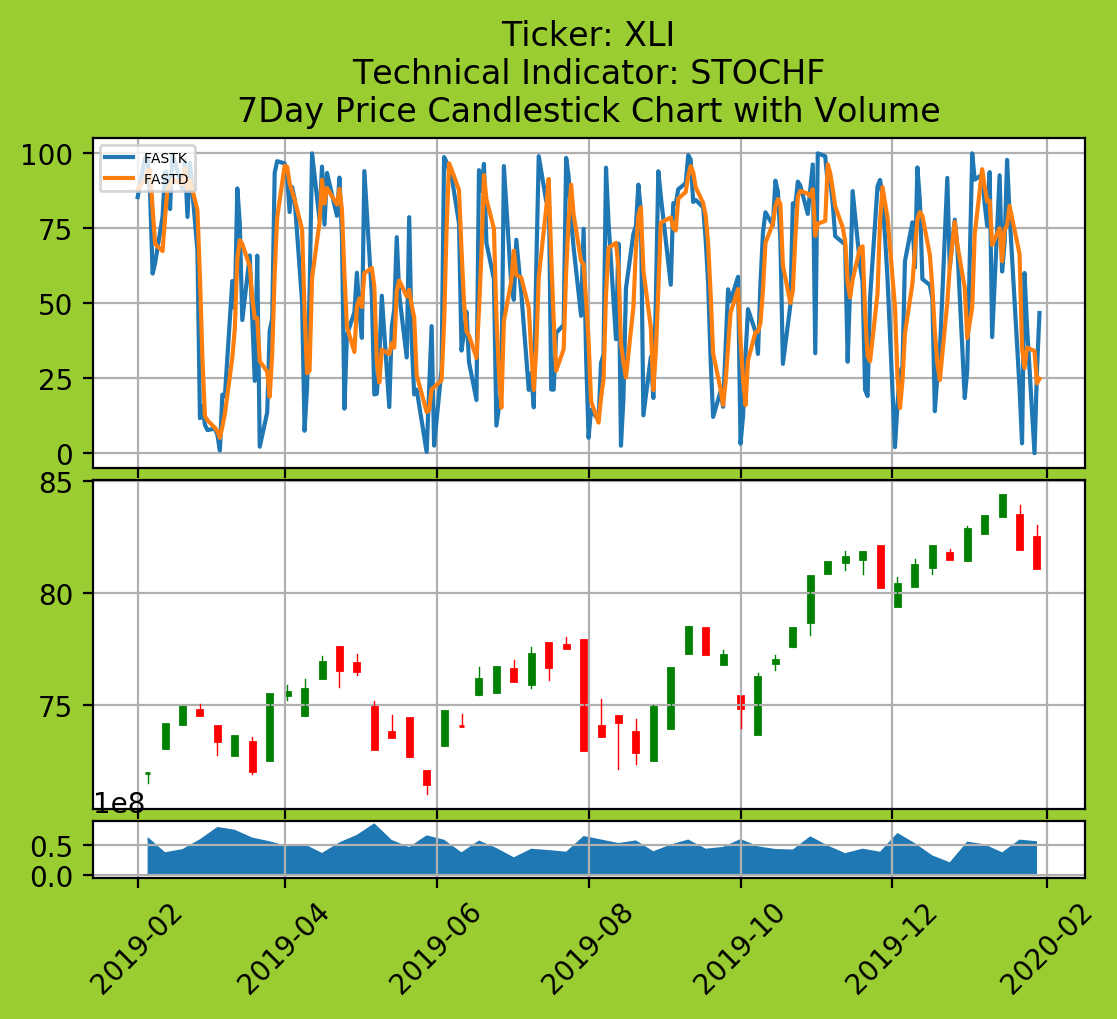 Ticker: XLI
Technical Indicator: STOCHF
7Day Price Candlestick Chart with Volume
100
75
50
25
0
FASTK
FASTD
85
80
75
1e8
0.5
0.0
2019-02
2019-04
2019-06
2019-08
2019-10
2019-12
2020-02